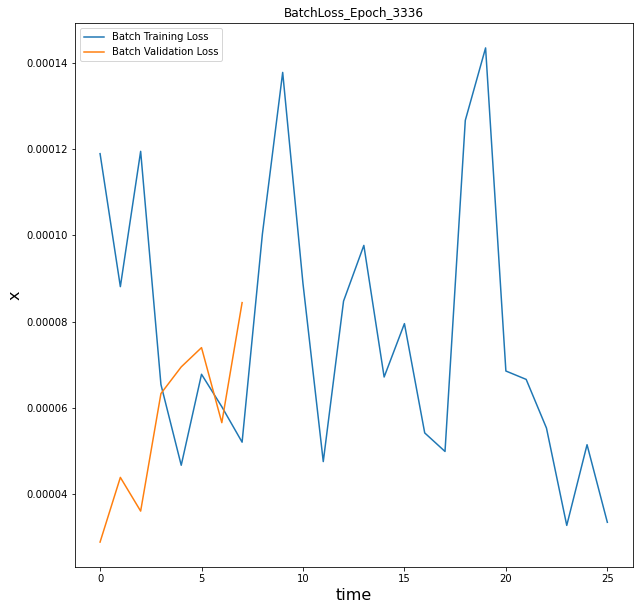 BatchLoss_Epoch_3336
Batch Training Loss
Batch Validation Loss
0.00014
0.00012
0.00010
0.00008
0.00006
0.00004
x
0 5 10 15 20 25
time